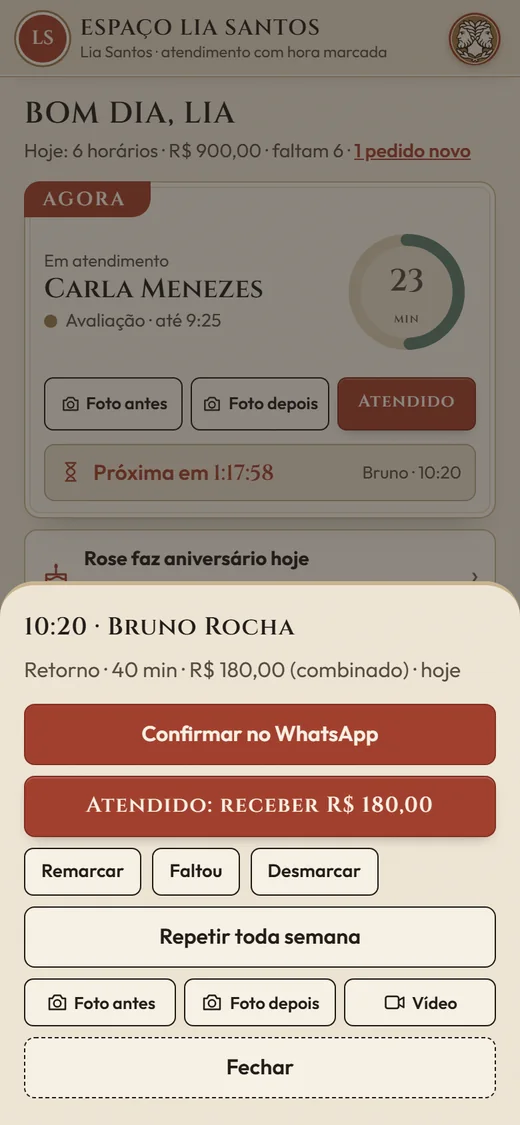 LS
ESPAÇO LIA SANTOS
Lia Santos · atendimento com hora marcada
BOM DIA, LIA
Hoje: 6 horários · R$ 900,00 · faltam 6 · 1 pedido novo
AGORA
Em atendimento
Carla Menezes
Avaliação · até 9:25
23
MIN
Foto antes
Foto depois
Atendido
Próxima em 1:17:58
Bruno · 10:20
Rose faz aniversário hoje
10:20 · Bruno Rocha
Retorno · 40 min · R$ 180,00 (combinado) · hoje
Confirmar no WhatsApp
Atendido: receber R$ 180,00
Remarcar
Faltou
Desmarcar
Repetir toda semana
Foto antes
Foto depois
Vídeo
Fechar